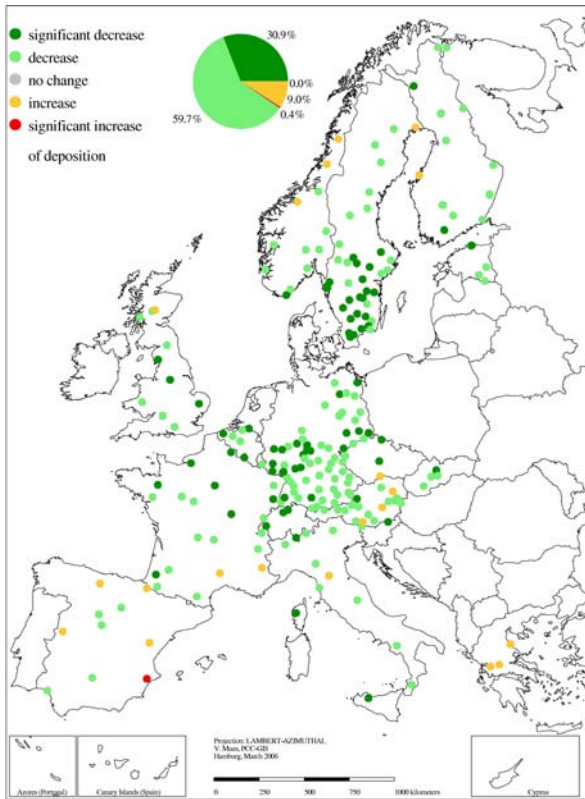 significant decrease
decrease
no change
increase
significant increase
of deposition
30.9%
0.0%
9.0%
0.4%
59.7%
Projection: LAMBERT-AZIMUTHAL
V. Mues, PCC-GIS
Hamburg, March 2006
0 250 500 750 1000 kilometers
Azores (Portugal)
Canary Islands (Spain)
Cyprus